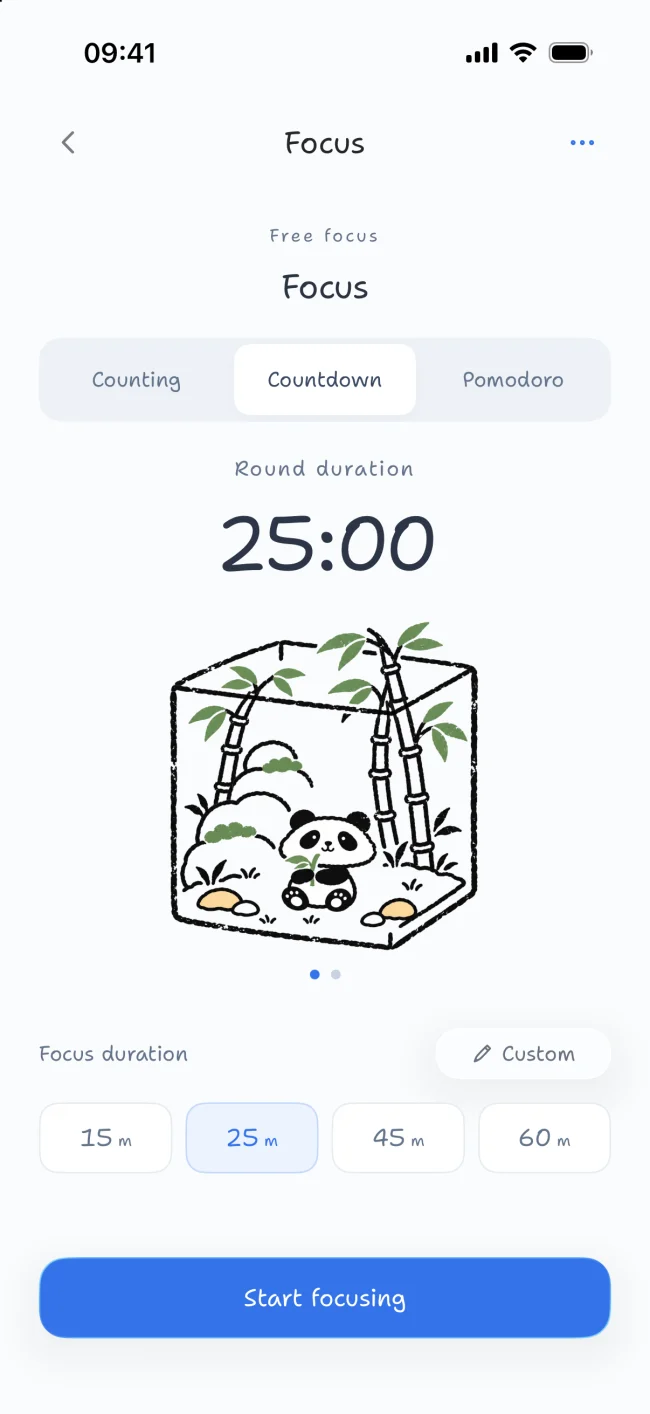 09:41
Focus
Free focus
Focus
Counting Countdown Pomodoro
Round duration
25:00
Focus duration Custom
15 m 25 m 45 m 60 m
Start focusing